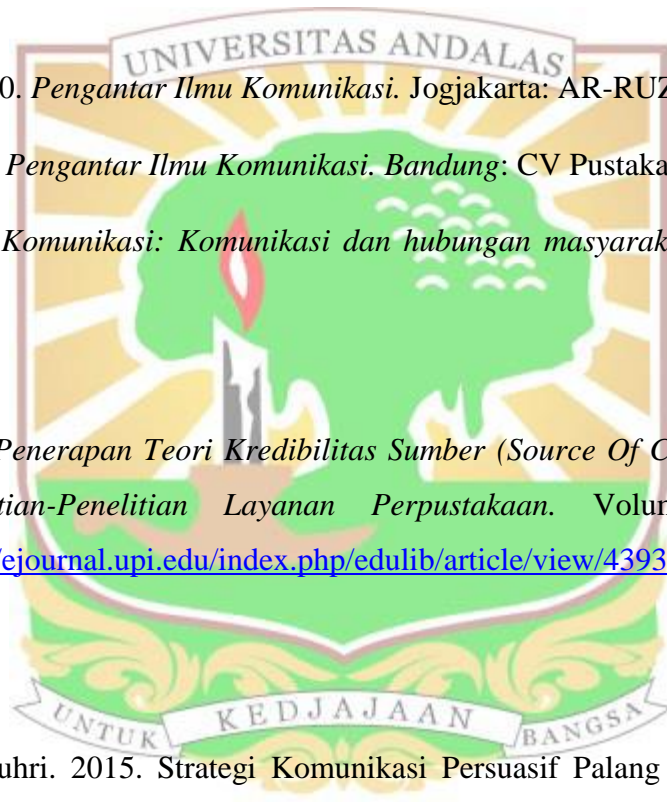 UNIVERSITAS ANDALAS
0. Pengantar Ilmu Komunikasi. Jogjakarta: AR-RUZ
Pengantar Ilmu Komunikasi. Bandung: CV Pustaka
Komunikasi: Komunikasi dan hubungan masyarak
Penerapan Teori Kredibilitas Sumber (Source Of C
tian-Penelitian Layanan Perpustakaan. Volum
/ejournal.upi.edu/index.php/edulib/article/view/4393
UNTUK KEDJAJAAN BANGSA
uhri. 2015. Strategi Komunikasi Persuasif Palang